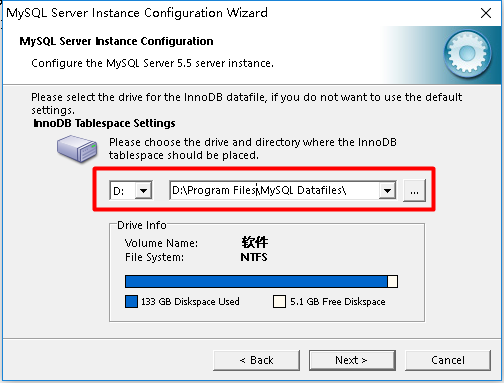 MySQL Server Instance Configuration Wizard
MySQL Server Instance Configuration
Configure the MySQL Server 5.5 server instance.
Please select the drive for the InnoDB datafile, if you do not want to use the default
settings.
InnoDB Tablespace Settings
Please choose the drive and directory where the InnoDB
tablespace should be placed.
D: D:\Program Files\MySQL Datafiles\ ...
Drive Info
Volume Name: 软件
File System: NTFS
133 GB Diskspace Used 5.1 GB Free Diskspace
< Back Next > Cancel